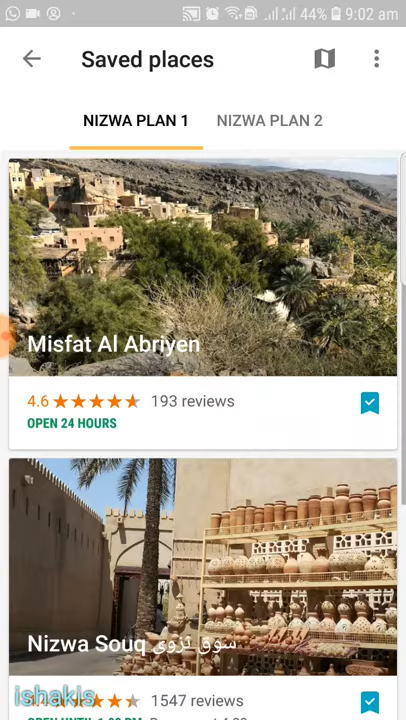 44% 9:02 am
Saved places
NIZWA PLAN 1 NIZWA PLAN 2
Misfat Al Abriyen
4.6 193 reviews
OPEN 24 HOURS
Nizwa Souq سوق نزوى
ishakis 1547 reviews